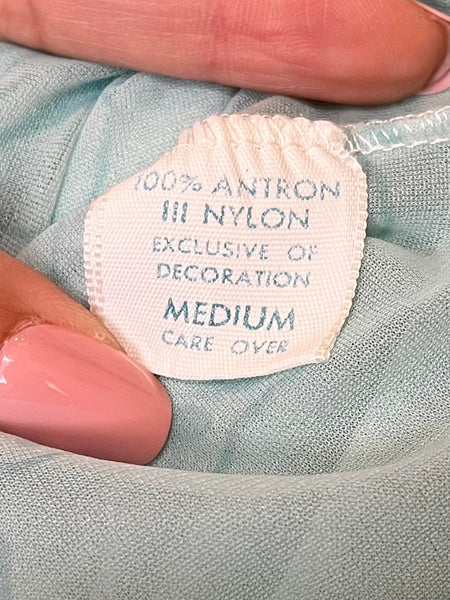 100% ANTRON
III NYLON
EXCLUSIVE OF
DECORATION
MEDIUM
CARE OVER